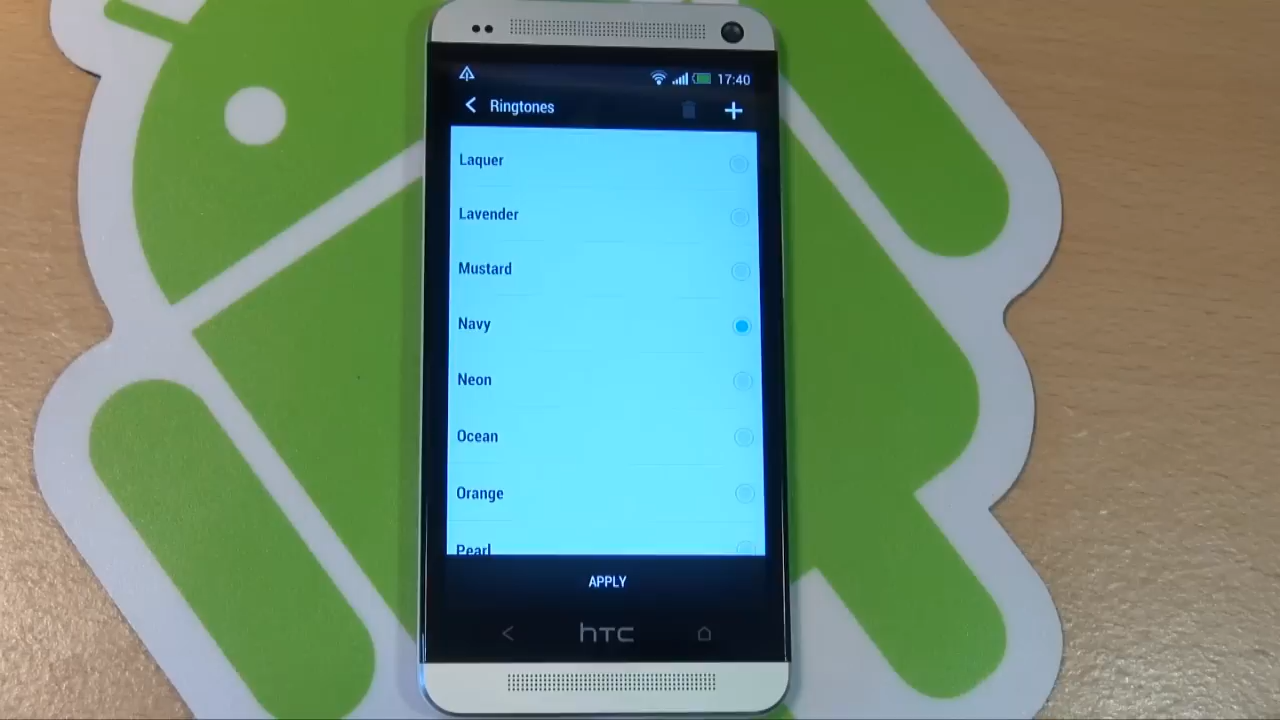 17:40
Ringtones
Laquer
Lavender
Mustard
Navy
Neon
Ocean
Orange
Pearl
APPLY
hTC